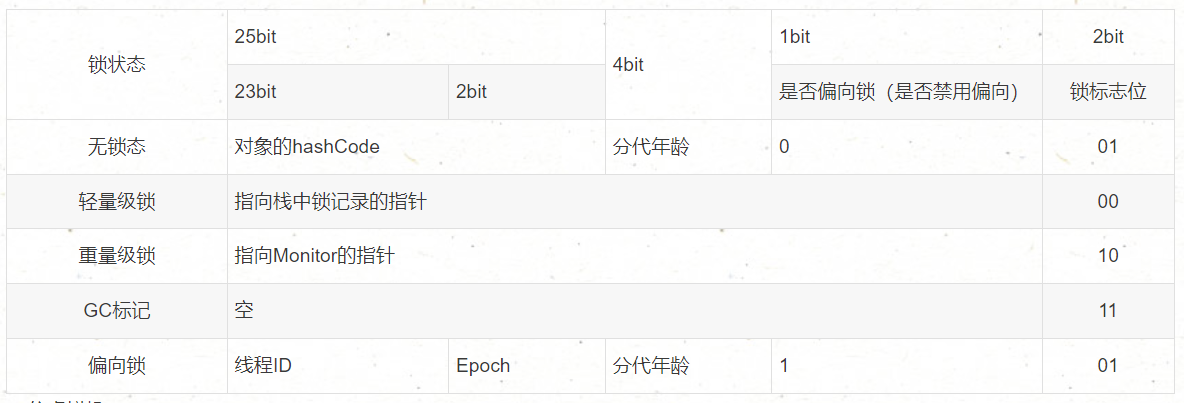 锁状态 25bit 4bit 1bit 2bit
23bit 2bit 是否偏向锁（是否禁用偏向） 锁标志位
无锁态 对象的hashCode 分代年龄 0 01
轻量级锁 指向栈中锁记录的指针 00
重量级锁 指向Monitor的指针 10
GC标记 空 11
偏向锁 线程ID Epoch 分代年龄 1 01